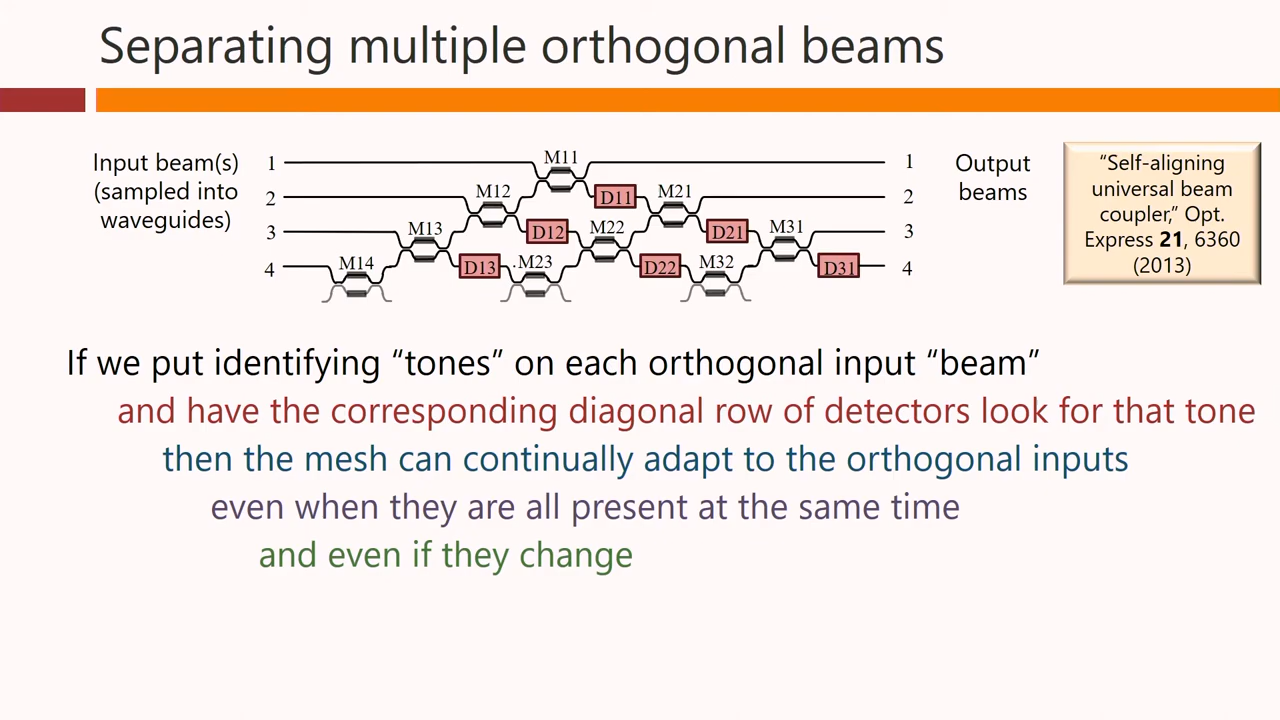 Separating multiple orthogonal beams
Input beam(s)
(sampled into
waveguides)
1
2
3
4
M11
M12
D11
M21
M13
D12
M22
D21
M31
M14
D13
M23
D22
M32
D31
1
2
3
4
Output
beams
“Self-aligning
universal beam
coupler,” Opt.
Express 21, 6360
(2013)
If we put identifying “tones” on each orthogonal input “beam”
and have the corresponding diagonal row of detectors look for that tone
then the mesh can continually adapt to the orthogonal inputs
even when they are all present at the same time
and even if they change